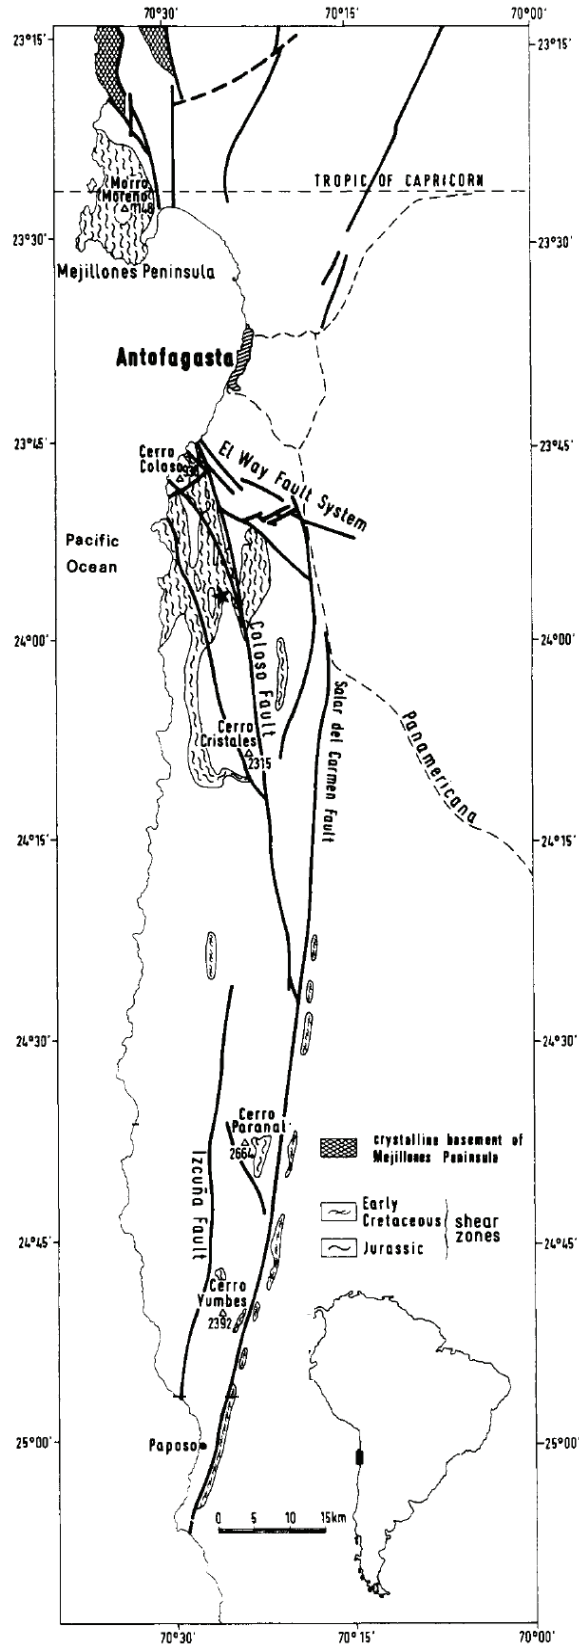 70°30' 70°15' 70°00'
23°15' 23°15'
TROPIC OF CAPRICORN
Morro
Moreno
1148
23°30' 23°30'
Mejillones Peninsula
Antofagasta
23°45' 23°45'
Cerro
Coloso
El Way Fault System
Pacific
Ocean
24°00' 24°00'
Coloso Fault
Salar del Carmen Fault
Panamericana
Cerro
Cristales
2315
24°15' 24°15'
24°30' 24°30'
Cerro
Paranal
2664
Izcuña Fault
crystalline basement of
Mejillones Peninsula
Early
Cretaceous
Jurassic
shear
zones
24°45' 24°45'
Cerro
Yumbes
2392
25°00' 25°00'
Paposo
0 5 10 15km
70°30' 70°15' 70°00'